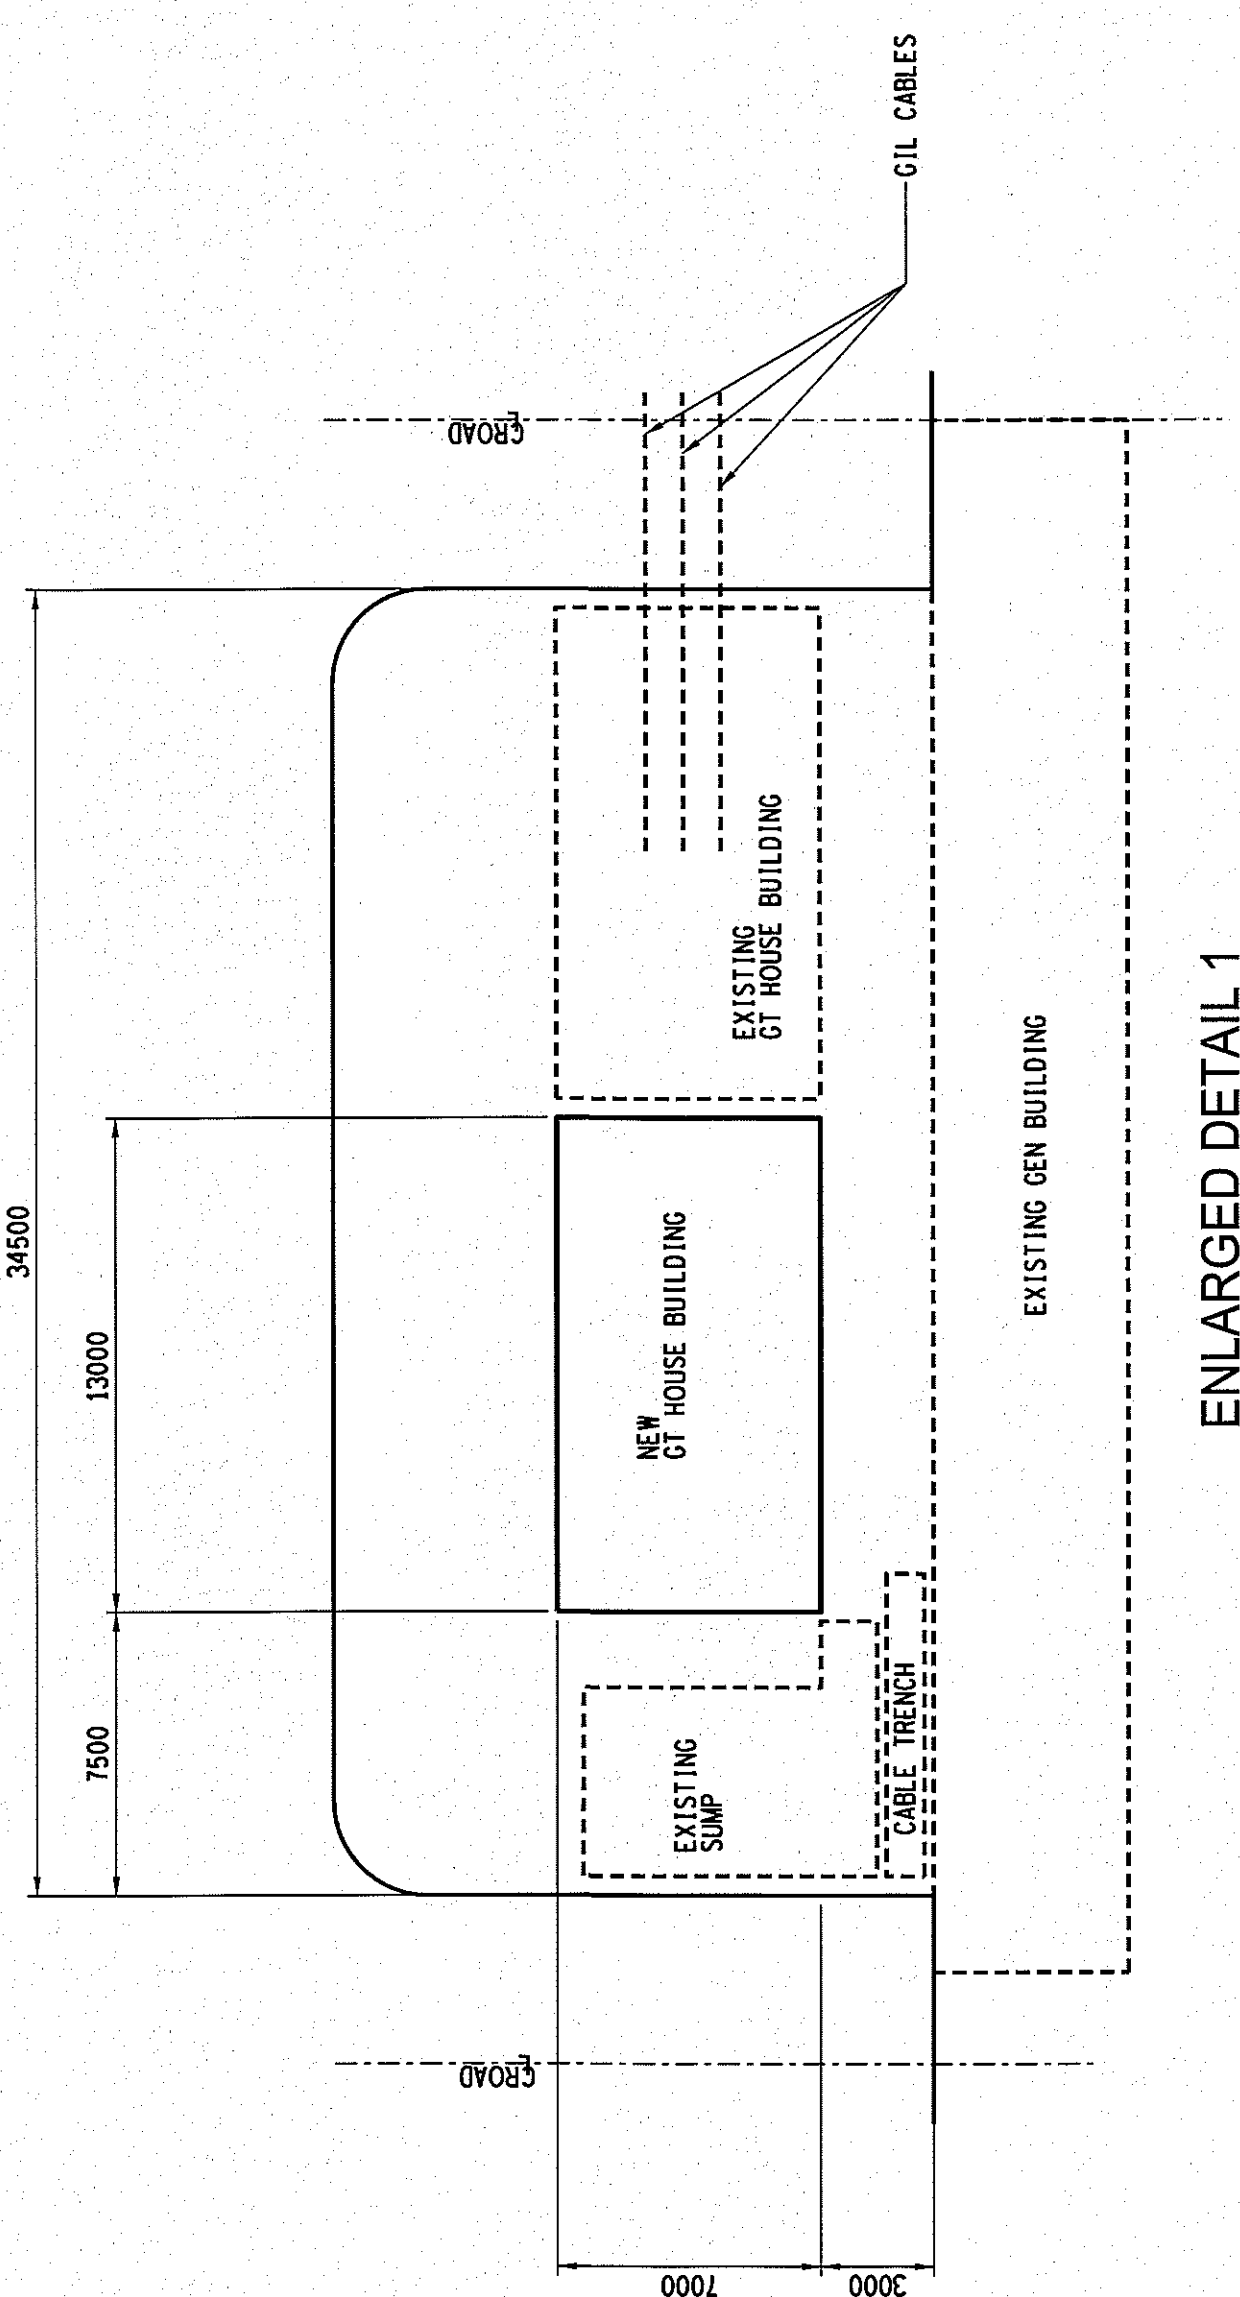 34500
13000
7500
℄ ROAD
℄ ROAD
GIL CABLES
NEW
GT HOUSE BUILDING
EXISTING
GT HOUSE BUILDING
EXISTING
SUMP
CABLE TRENCH
EXISTING GEN BUILDING
7000
3000
ENLARGED DETAIL 1